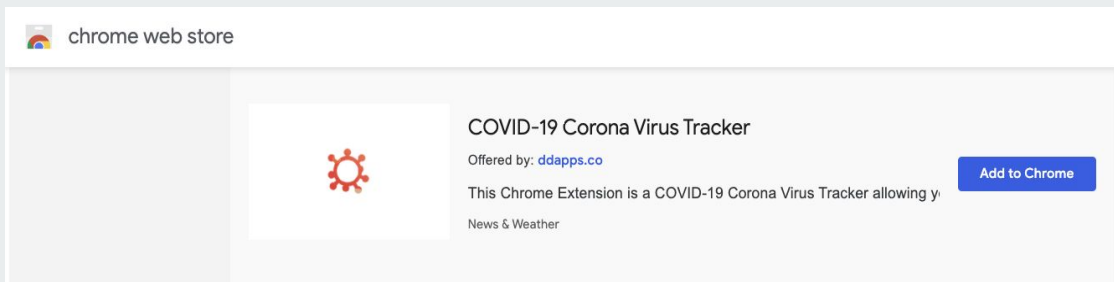 chrome web store
COVID-19 Corona Virus Tracker
Offered by: ddapps.co
This Chrome Extension is a COVID-19 Corona Virus Tracker allowing
News & Weather
Add to Chrome